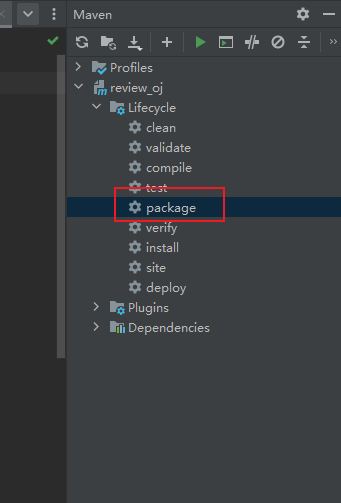 Maven
Profiles
review_oj
Lifecycle
clean
validate
compile
test
package
verify
install
site
deploy
Plugins
Dependencies